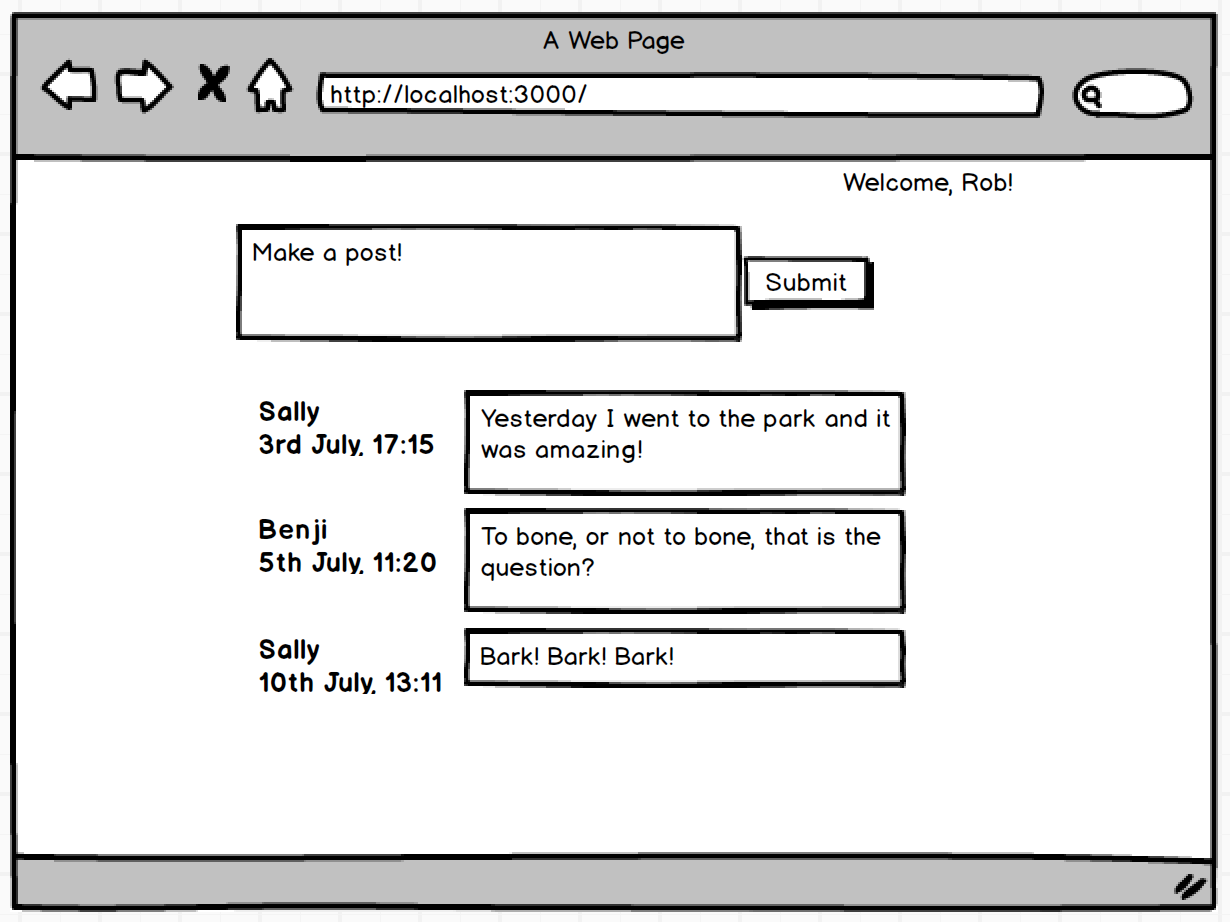 A Web Page
http://localhost:3000/
Welcome, Rob!
Make a post!
Submit
Sally
3rd July, 17:15
Yesterday I went to the park and it
was amazing!
Benji
5th July, 11:20
To bone, or not to bone, that is the
question?
Sally
10th July, 13:11
Bark! Bark! Bark!